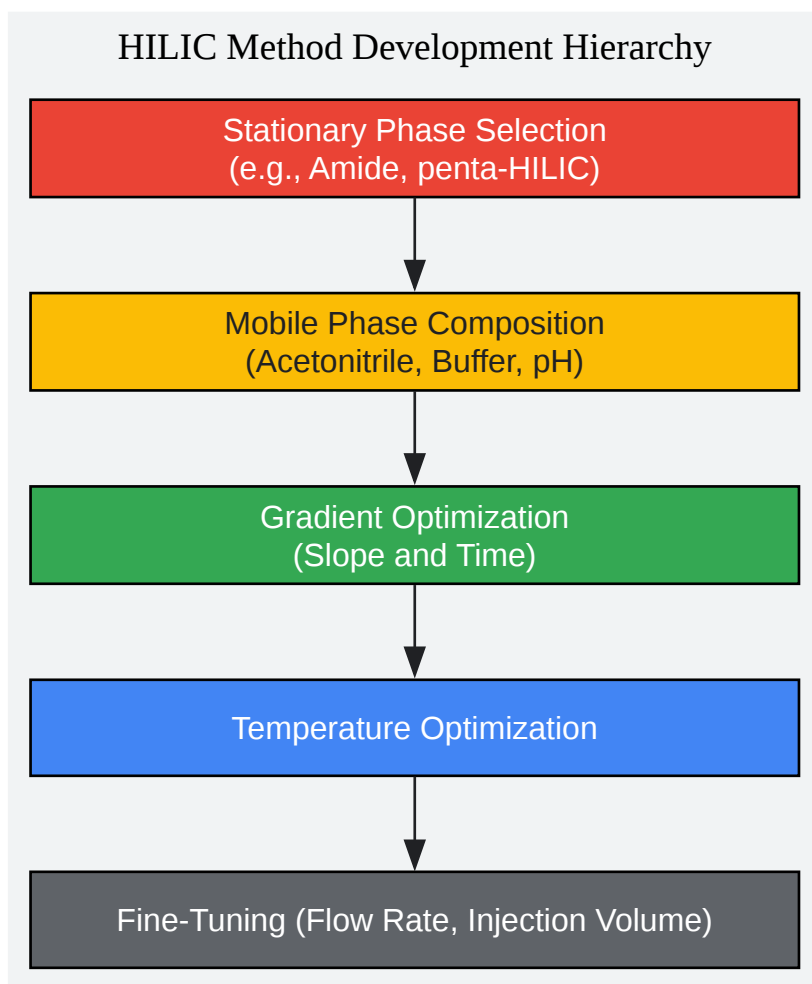 HILIC Method Development Hierarchy
Stationary Phase Selection
(e.g., Amide, penta-HILIC)
Mobile Phase Composition
(Acetonitrile, Buffer, pH)
Gradient Optimization
(Slope and Time)
Temperature Optimization
Fine-Tuning (Flow Rate, Injection Volume)